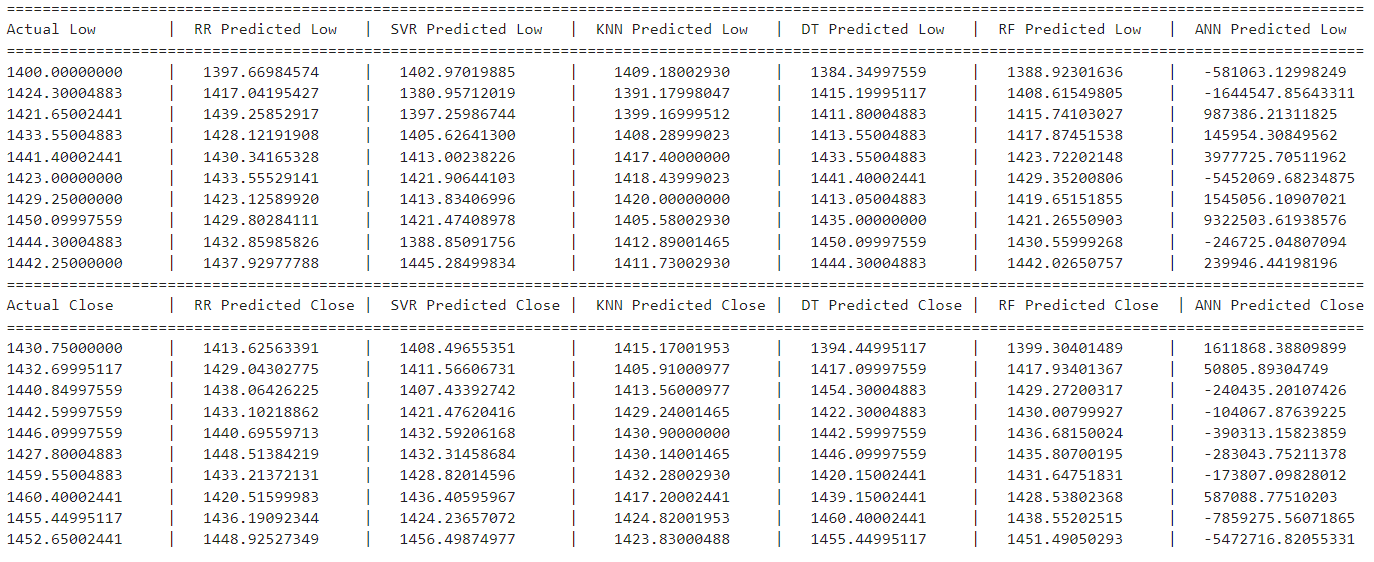 Actual Low | RR Predicted Low | SVR Predicted Low | KNN Predicted Low | DT Predicted Low | RF Predicted Low | ANN Predicted Low
1400.00000000 | 1397.66984574 | 1402.97019885 | 1409.18002930 | 1384.34997559 | 1388.92301636 | -581063.12998249
1424.30004883 | 1417.04195427 | 1380.95712019 | 1391.17998047 | 1415.19995117 | 1408.61549805 | -1644547.85643311
1421.65002441 | 1439.25852917 | 1397.25986744 | 1399.16999512 | 1411.80004883 | 1415.74103027 | 987386.21311825
1433.55004883 | 1428.12191908 | 1405.62641300 | 1408.28999023 | 1413.55004883 | 1417.87451538 | 145954.30849562
1441.40002441 | 1430.34165328 | 1413.00238226 | 1417.40000000 | 1433.55004883 | 1423.72202148 | 3977725.70511962
1423.00000000 | 1433.55529141 | 1421.90644103 | 1418.43999023 | 1441.40002441 | 1429.35200806 | -5452069.68234875
1429.25000000 | 1423.12589920 | 1413.83406996 | 1420.00000000 | 1413.05004883 | 1419.65151855 | 1545056.10907021
1450.09997559 | 1429.80284111 | 1421.47408978 | 1405.58002930 | 1435.00000000 | 1421.26550903 | 9322503.61938576
1444.30004883 | 1432.85985826 | 1388.85091756 | 1412.89001465 | 1450.09997559 | 1430.55999268 | -246725.04807094
1442.25000000 | 1437.92977788 | 1445.28499834 | 1411.73002930 | 1444.30004883 | 1442.02650757 | 239946.44198196
Actual Close | RR Predicted Close | SVR Predicted Close | KNN Predicted Close | DT Predicted Close | RF Predicted Close | ANN Predicted Close
1430.75000000 | 1413.62563391 | 1408.49655351 | 1415.17001953 | 1394.44995117 | 1399.30401489 | 1611868.38809899
1432.69995117 | 1429.04302775 | 1411.56606731 | 1405.91000977 | 1417.09997559 | 1417.93401367 | 50805.89304749
1440.84997559 | 1438.06426225 | 1407.43392742 | 1413.56000977 | 1454.30004883 | 1429.27200317 | -240435.20107426
1442.59997559 | 1433.10218862 | 1421.47620416 | 1429.24001465 | 1422.30004883 | 1430.00799927 | -104067.87639225
1446.09997559 | 1440.69559713 | 1432.59206168 | 1430.90000000 | 1442.59997559 | 1436.68150024 | -390313.15823859
1427.80004883 | 1448.51384219 | 1432.31458684 | 1430.14001465 | 1446.09997559 | 1435.80700195 | -283043.75211378
1459.55004883 | 1433.21372131 | 1428.82014596 | 1432.28002930 | 1420.15002441 | 1431.64751831 | -173807.09828012
1460.40002441 | 1420.51599983 | 1436.40595967 | 1417.20002441 | 1439.15002441 | 1428.53802368 | 587088.77510203
1455.44995117 | 1436.19092344 | 1424.23657072 | 1424.82001953 | 1460.40002441 | 1438.55202515 | -7859275.56071865
1452.65002441 | 1448.92527349 | 1456.49874977 | 1423.83000488 | 1455.44995117 | 1451.49050293 | -5472716.82055331